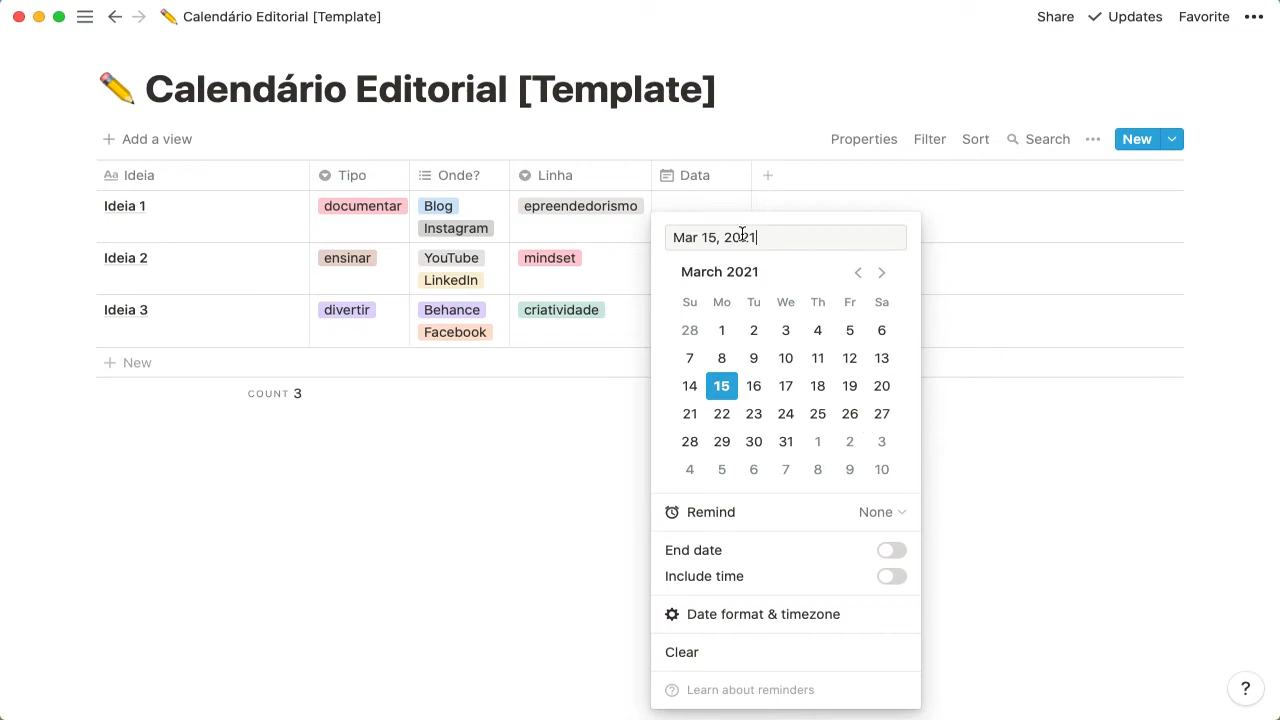 ✏️ Calendário Editorial [Template] Share ✓ Updates Favorite •••
✏️ Calendário Editorial [Template]
+ Add a view Properties Filter Sort Search ••• New
Aa Ideia Tipo Onde? Linha Data +
Ideia 1 documentar Blog epreendedorismo
Instagram
Ideia 2 ensinar YouTube mindset
LinkedIn
Ideia 3 divertir Behance criatividade
Facebook
+ New
COUNT 3
Mar 15, 2021
March 2021
Su Mo Tu We Th Fr Sa
28 1 2 3 4 5 6
7 8 9 10 11 12 13
14 15 16 17 18 19 20
21 22 23 24 25 26 27
28 29 30 31 1 2 3
4 5 6 7 8 9 10
Remind None
End date
Include time
Date format & timezone
Clear
? Learn about reminders
?